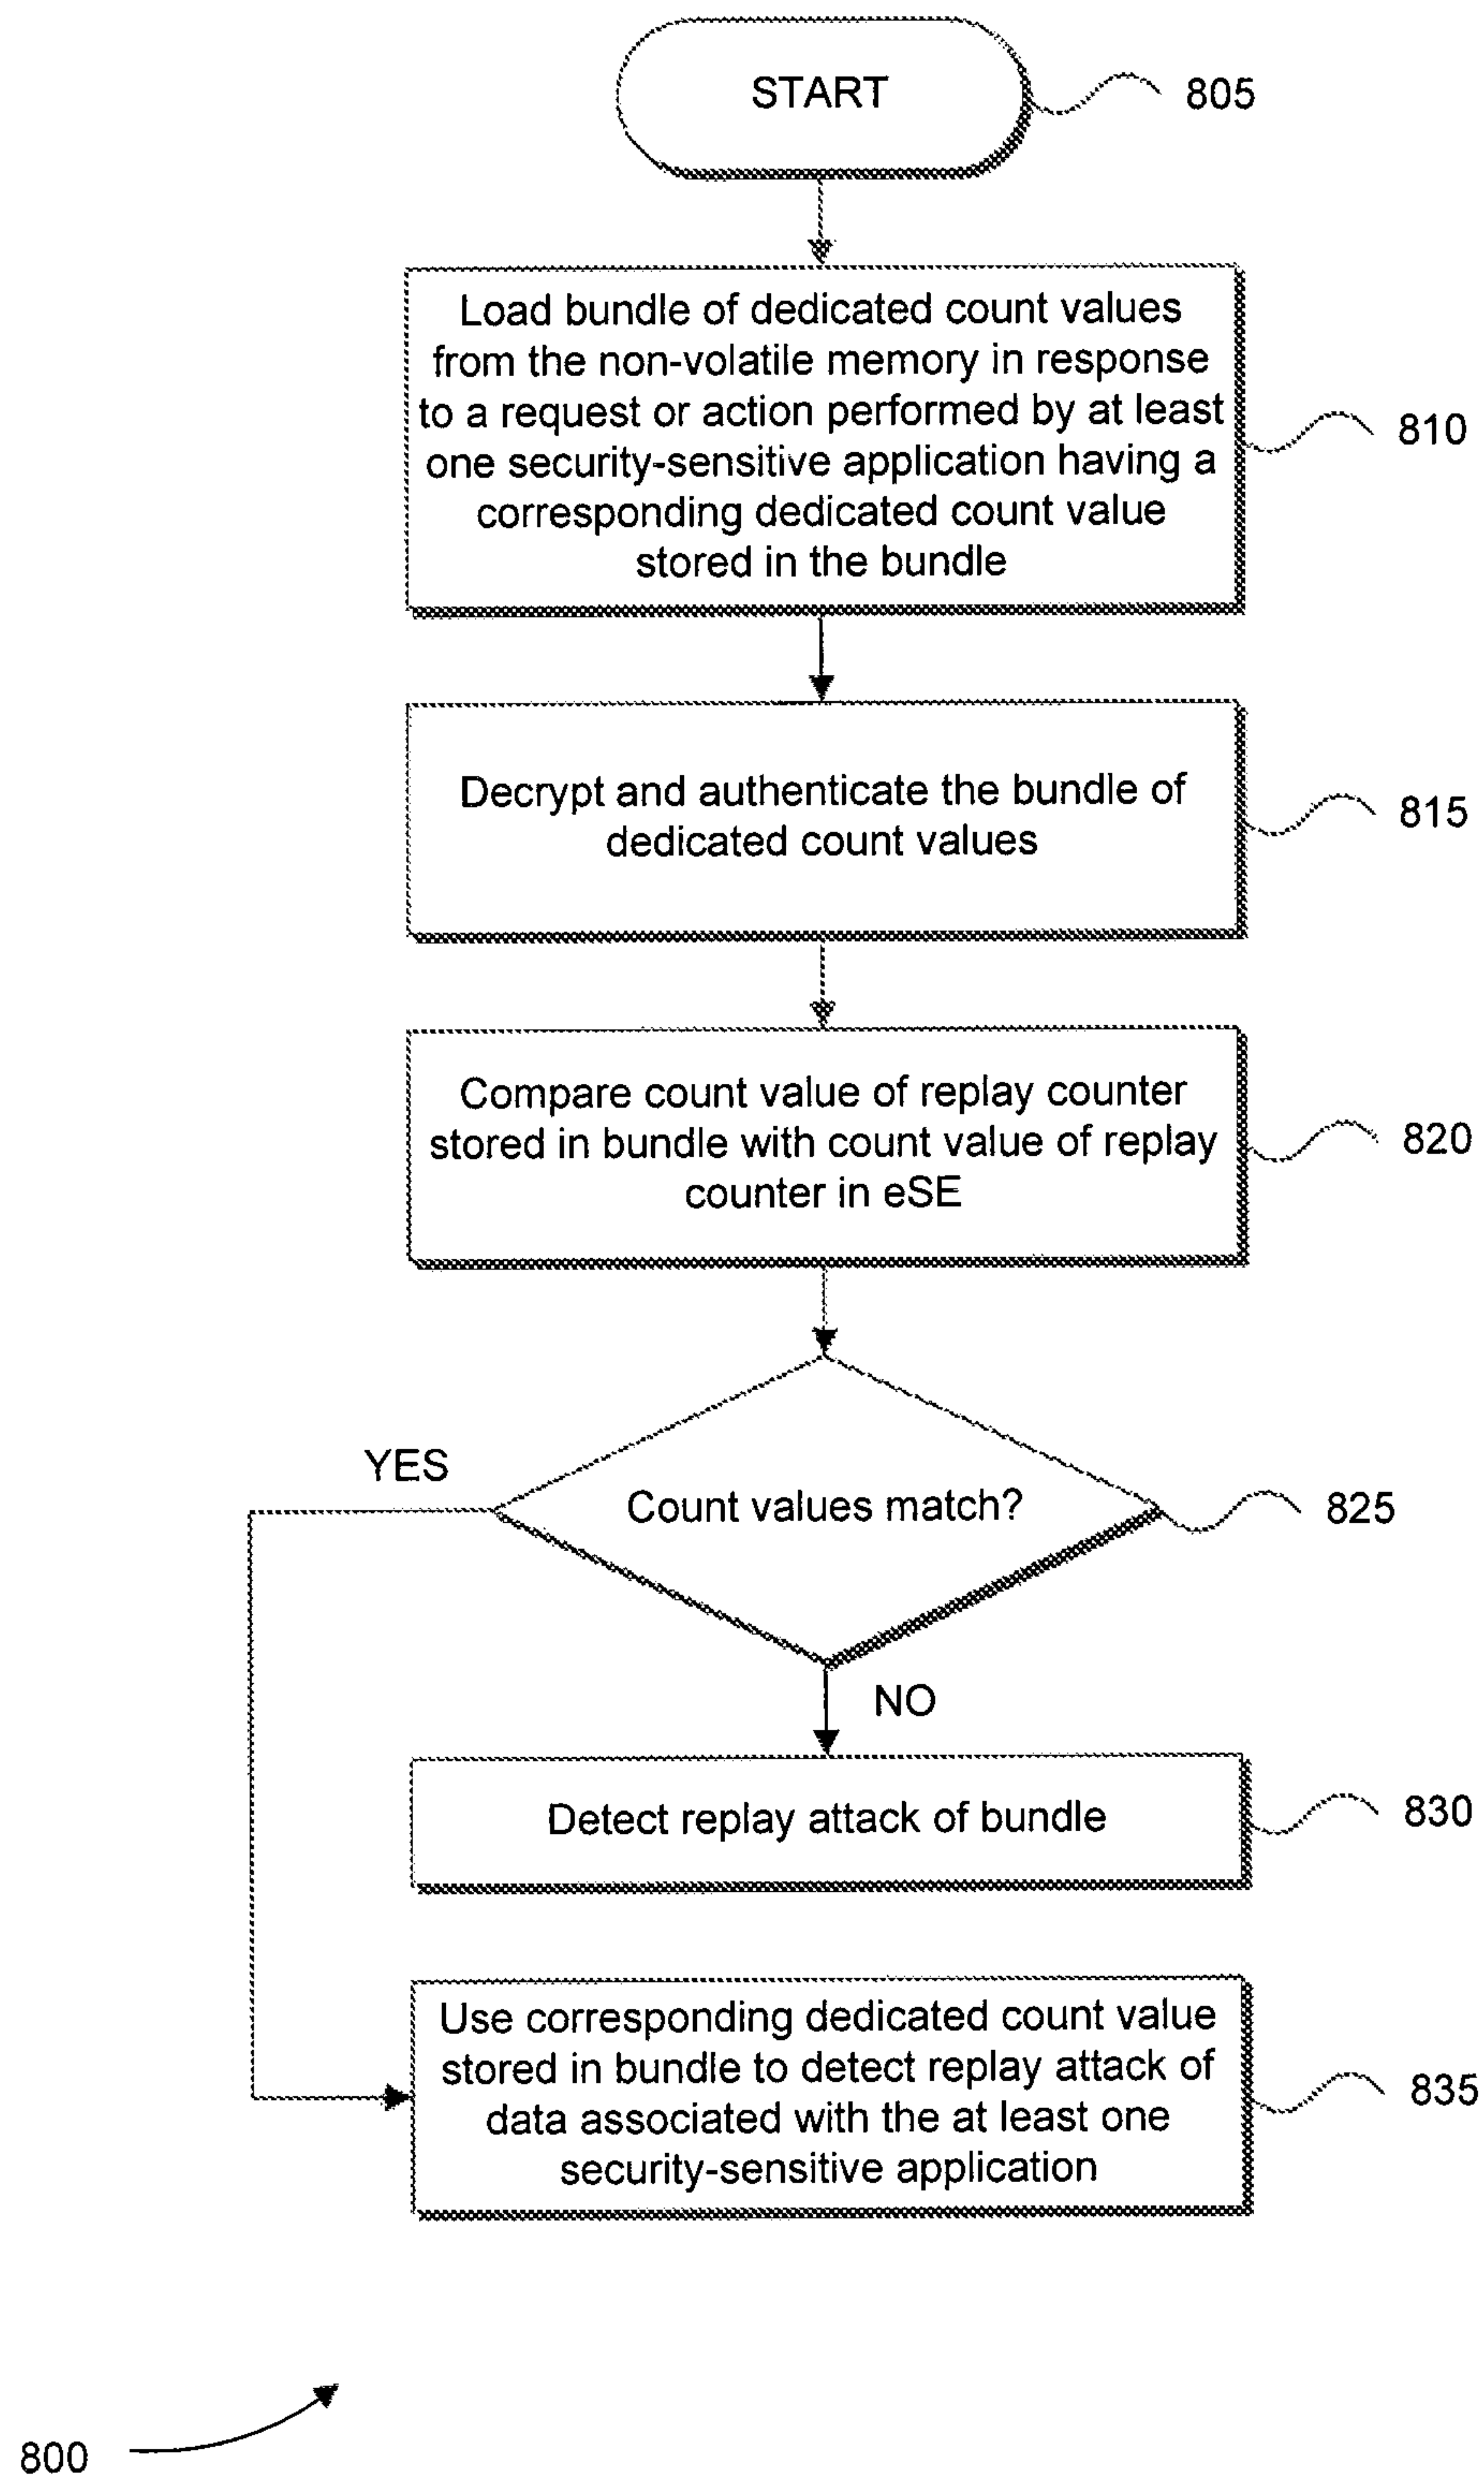 START
805
Load bundle of dedicated count values
from the non-volatile memory in response
to a request or action performed by at least
one security-sensitive application having a
corresponding dedicated count value
stored in the bundle
810
Decrypt and authenticate the bundle of
dedicated count values
815
Compare count value of replay counter
stored in bundle with count value of replay
counter in eSE
820
YES
Count values match?
825
NO
Detect replay attack of bundle
830
Use corresponding dedicated count value
stored in bundle to detect replay attack of
data associated with the at least one
security-sensitive application
835
800